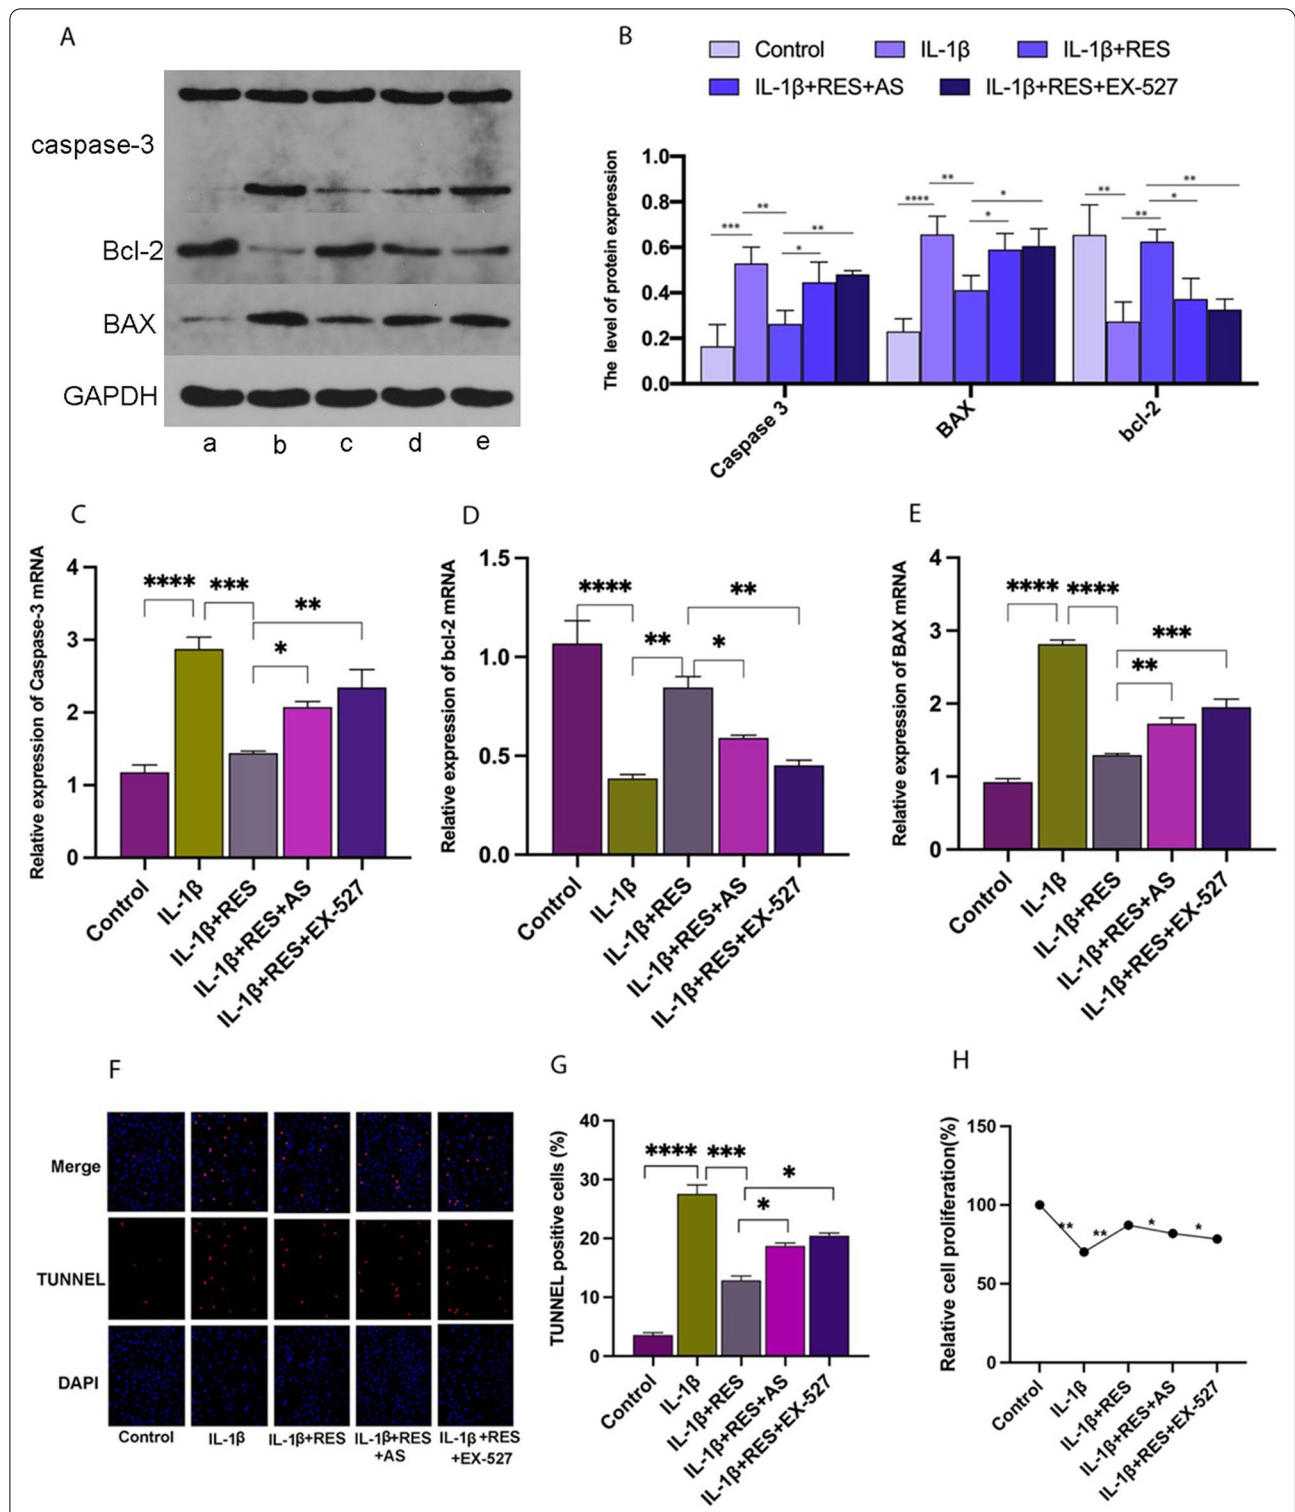 A
caspase-3
Bcl-2
BAX
GAPDH
a b c d e
B
Control IL-1β IL-1β+RES
IL-1β+RES+AS IL-1β+RES+EX-527
The level of protein expression
1.0
0.8
0.6
0.4
0.2
0.0
*** ** * **
**** ** * *
** ** * **
Caspase 3 BAX bcl-2
C
Relative expression of Caspase-3 mRNA
4
3
2
1
0
**** *** ** *
Control
IL-1β
IL-1β+RES
IL-1β+RES+AS
IL-1β+RES+EX-527
D
Relative expression of bcl-2 mRNA
1.5
1.0
0.5
0.0
**** ** ** *
Control
IL-1β
IL-1β+RES
IL-1β+RES+AS
IL-1β+RES+EX-527
E
Relative expression of BAX mRNA
4
3
2
1
0
**** **** *** **
Control
IL-1β
IL-1β+RES
IL-1β+RES+AS
IL-1β+RES+EX-527
F
Merge
TUNNEL
DAPI
Control
IL-1β
IL-1β+RES
IL-1β+RES
+AS
IL-1β +RES
+EX-527
G
TUNNEL positive cells (%)
40
30
20
10
0
**** *** * *
Control
IL-1β
IL-1β+RES
IL-1β+RES+AS
IL-1β+RES+EX-527
H
Relative cell proliferation(%)
150
100
50
0
** ** * *
Control
IL-1β
IL-1β+RES
IL-1β+RES+AS
IL-1β+RES+EX-527